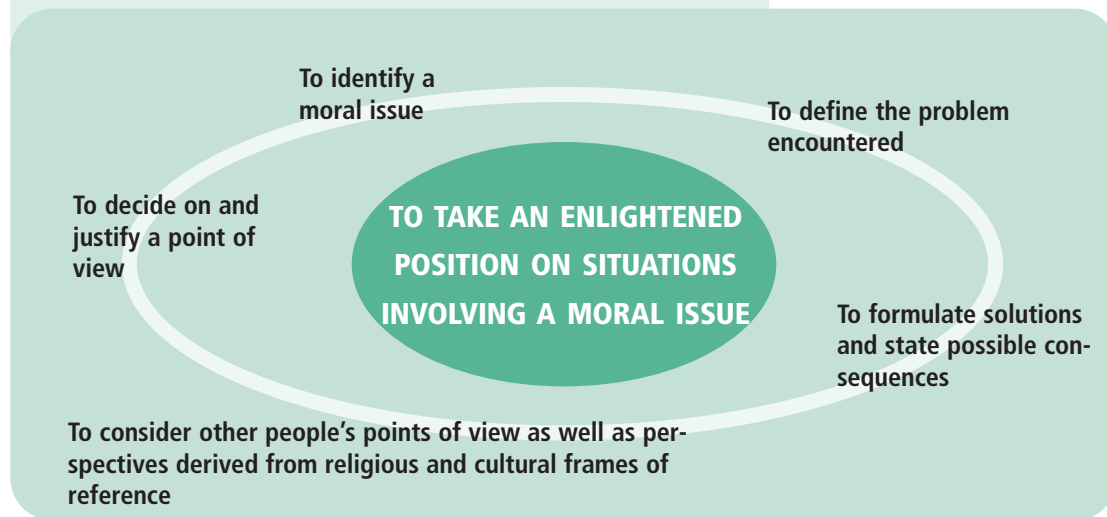 To identify a
moral issue
To define the problem
encountered
To decide on and
justify a point of
view
TO TAKE AN ENLIGHTENED
POSITION ON SITUATIONS
INVOLVING A MORAL ISSUE
To formulate solutions
and state possible con-
sequences
To consider other people's points of view as well as per-
spectives derived from religious and cultural frames of
reference